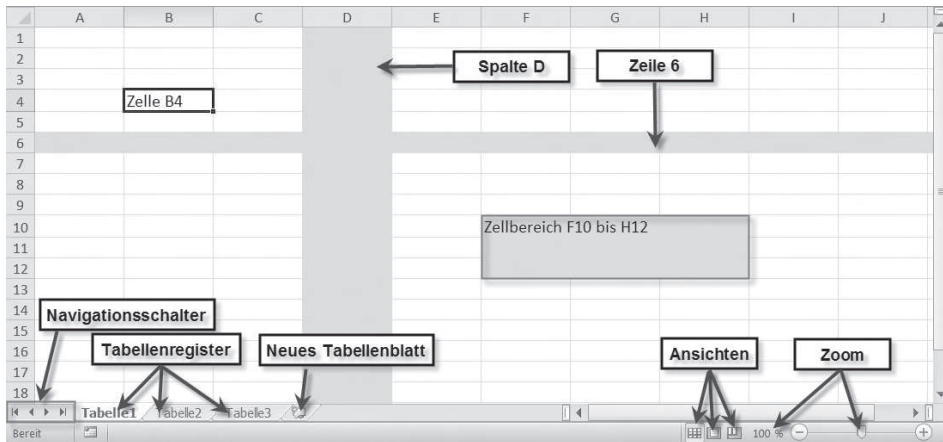 A B C D E F G H I J
1
2
Spalte D Zeile 6
3
4 Zelle B4
5
6
7
8
9
10 Zellbereich F10 bis H12
11
12
13
14
Navigationsschalter
15
16 Tabellenregister Neues Tabellenblatt Ansichten Zoom
17
18
Tabelle1 Tabelle2 Tabelle3
Bereit 100 %